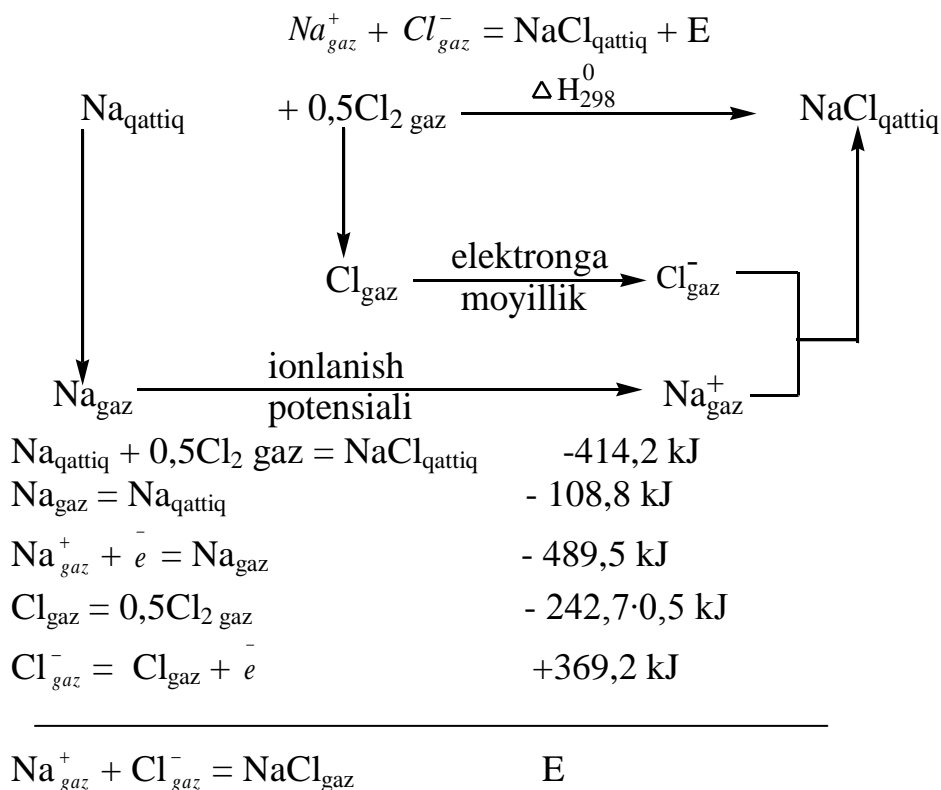 Na⁺gaz + Cl⁻gaz = NaClqattiq + E
Naqattiq + 0,5Cl₂ gaz △H⁰₂₉₈ NaClqattiq
Clgaz elektronga moyillik Cl⁻gaz
Nagaz ionlanish potensiali Na⁺gaz
Naqattiq + 0,5Cl₂ gaz = NaClqattiq -414,2 kJ
Nagaz = Naqattiq - 108,8 kJ
Na⁺gaz + e⁻ = Nagaz - 489,5 kJ
Clgaz = 0,5Cl₂ gaz - 242,7·0,5 kJ
Cl⁻gaz = Clgaz + e⁻ +369,2 kJ
Na⁺gaz + Cl⁻gaz = NaClgaz E